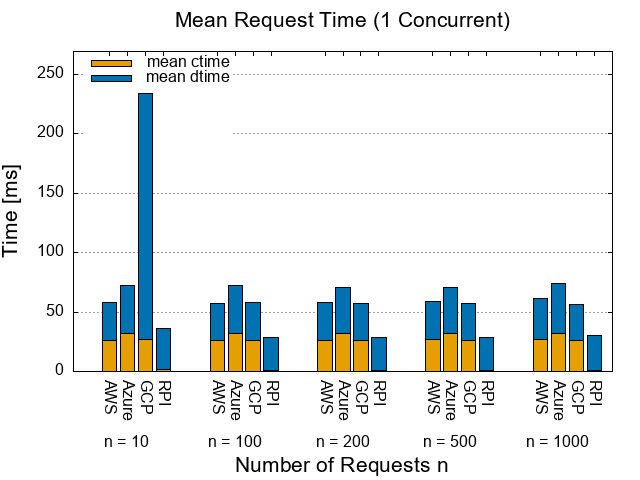 Mean Request Time (1 Concurrent)
mean ctime
mean dtime
Time [ms]
250
200
150
100
50
0
AWS Azure GCP RPI AWS Azure GCP RPI AWS Azure GCP RPI AWS Azure GCP RPI AWS Azure GCP RPI
n = 10 n = 100 n = 200 n = 500 n = 1000
Number of Requests n